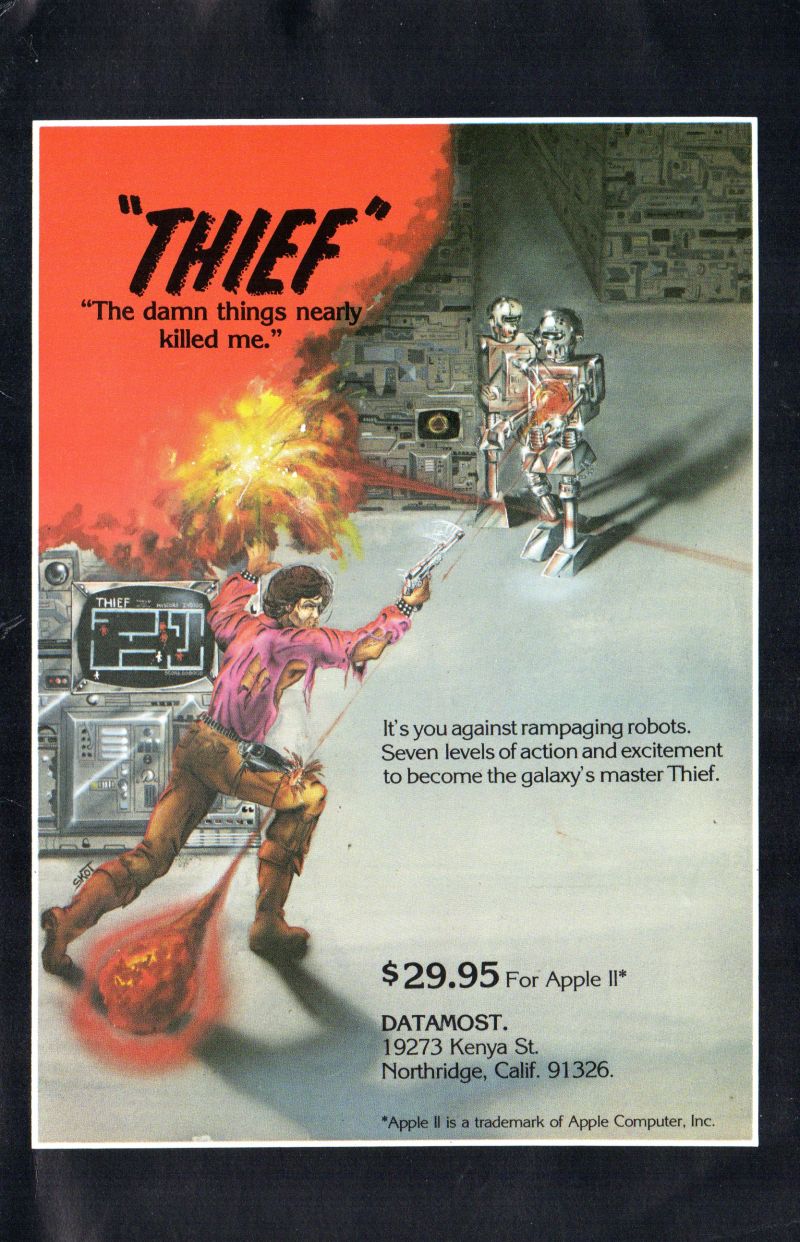 "THIEF"
"The damn things nearly
killed me."
THIEF
It's you against rampaging robots.
Seven levels of action and excitement
to become the galaxy's master Thief.
SKOT
$29.95 For Apple II*
DATAMOST.
19273 Kenya St.
Northridge, Calif. 91326.
*Apple II is a trademark of Apple Computer, Inc.